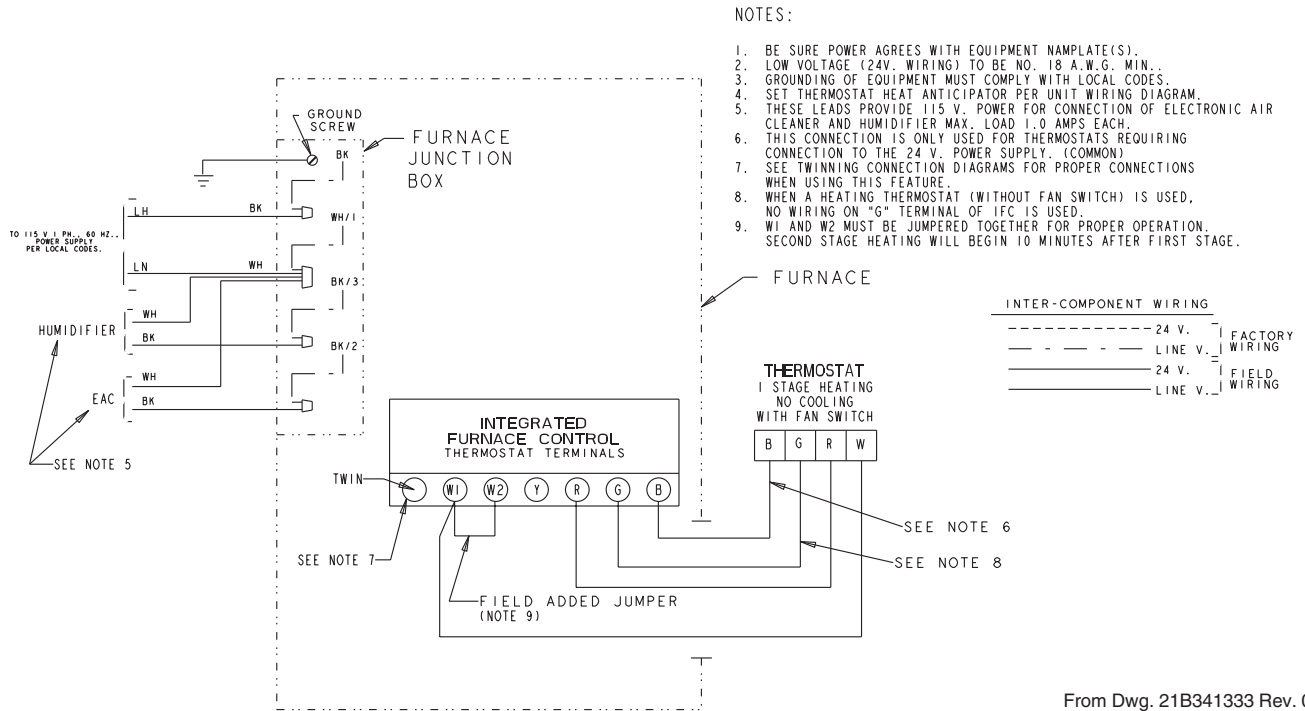 NOTES:
1. BE SURE POWER AGREES WITH EQUIPMENT NAMPLATE(S).
2. LOW VOLTAGE (24V. WIRING) TO BE NO. 18 A.W.G. MIN..
3. GROUNDING OF EQUIPMENT MUST COMPLY WITH LOCAL CODES.
4. SET THERMOSTAT HEAT ANTICIPATOR PER UNIT WIRING DIAGRAM.
5. THESE LEADS PROVIDE 115 V. POWER FOR CONNECTION OF ELECTRONIC AIR
CLEANER AND HUMIDIFIER MAX. LOAD 1.0 AMPS EACH.
6. THIS CONNECTION IS ONLY USED FOR THERMOSTATS REQUIRING
CONNECTION TO THE 24 V. POWER SUPPLY. (COMMON)
7. SEE TWINNING CONNECTION DIAGRAMS FOR PROPER CONNECTIONS
WHEN USING THIS FEATURE.
8. WHEN A HEATING THERMOSTAT (WITHOUT FAN SWITCH) IS USED,
NO WIRING ON "G" TERMINAL OF IFC IS USED.
9. W1 AND W2 MUST BE JUMPERED TOGETHER FOR PROPER OPERATION.
SECOND STAGE HEATING WILL BEGIN 10 MINUTES AFTER FIRST STAGE.
GROUND
SCREW
FURNACE
JUNCTION
BOX
BK
LH
BK
WH/1
TO 115 V 1 PH., 60 HZ..
POWER SUPPLY
PER LOCAL CODES.
LN
WH
BK/3
HUMIDIFIER
WH
BK
BK/2
EAC
WH
BK
SEE NOTE 5
FURNACE
INTER-COMPONENT WIRING
24 V.
LINE V.
FACTORY
WIRING
24 V.
LINE V.
FIELD
WIRING
THERMOSTAT
1 STAGE HEATING
NO COOLING
WITH FAN SWITCH
B G R W
INTEGRATED
FURNACE CONTROL
THERMOSTAT TERMINALS
TWIN
W1 W2 Y R G B
SEE NOTE 7
SEE NOTE 6
SEE NOTE 8
FIELD ADDED JUMPER
(NOTE 9)
From Dwg. 21B341333 Rev. 0